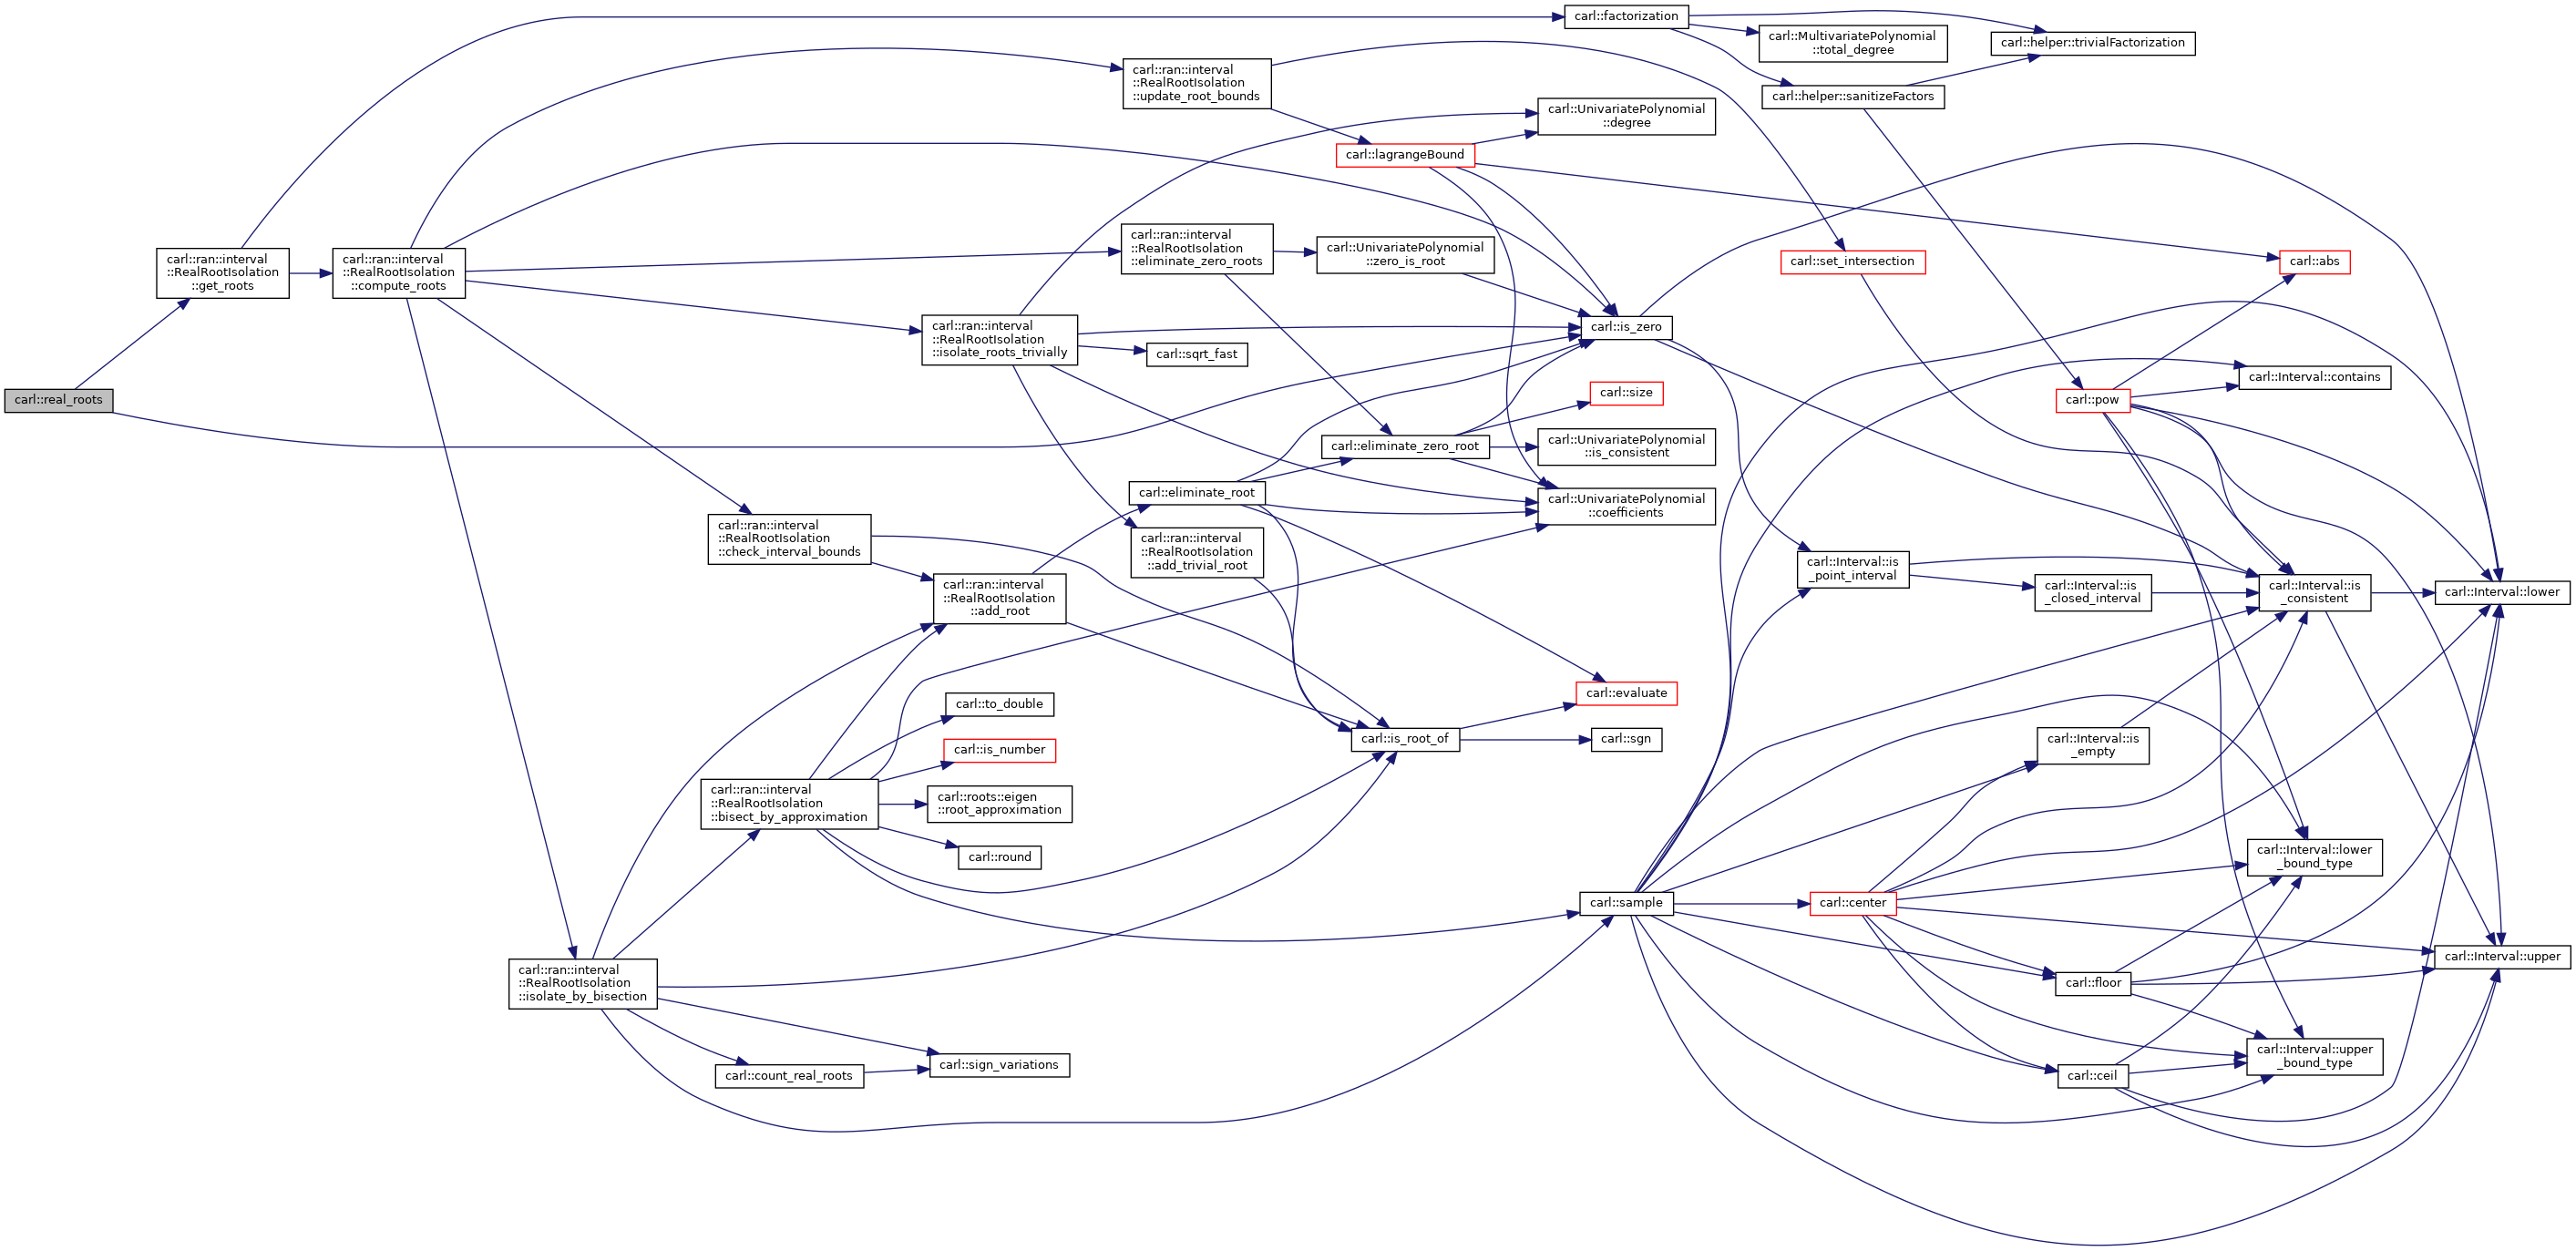 carl::real_roots
carl::ran::interval
::RealRootIsolation
::get_roots
carl::ran::interval
::RealRootIsolation
::compute_roots
carl::factorization
carl::MultivariatePolynomial
::total_degree
carl::helper::trivialFactorization
carl::helper::sanitizeFactors
carl::ran::interval
::RealRootIsolation
::update_root_bounds
carl::UnivariatePolynomial
::degree
carl::lagrangeBound
carl::ran::interval
::RealRootIsolation
::eliminate_zero_roots
carl::UnivariatePolynomial
::zero_is_root
carl::set_intersection
carl::abs
carl::ran::interval
::RealRootIsolation
::isolate_roots_trivially
carl::sqrt_fast
carl::is_zero
carl::Interval::contains
carl::size
carl::pow
carl::eliminate_zero_root
carl::UnivariatePolynomial
::is_consistent
carl::eliminate_root
carl::UnivariatePolynomial
::coefficients
carl::ran::interval
::RealRootIsolation
::check_interval_bounds
carl::ran::interval
::RealRootIsolation
::add_trivial_root
carl::ran::interval
::RealRootIsolation
::add_root
carl::Interval::is
_point_interval
carl::Interval::is
_closed_interval
carl::Interval::is
_consistent
carl::Interval::lower
carl::to_double
carl::evaluate
carl::is_number
carl::is_root_of
carl::sgn
carl::Interval::is
_empty
carl::ran::interval
::RealRootIsolation
::bisect_by_approximation
carl::roots::eigen
::root_approximation
carl::round
carl::Interval::lower
_bound_type
carl::sample
carl::center
carl::Interval::upper
carl::ran::interval
::RealRootIsolation
::isolate_by_bisection
carl::floor
carl::count_real_roots
carl::sign_variations
carl::ceil
carl::Interval::upper
_bound_type